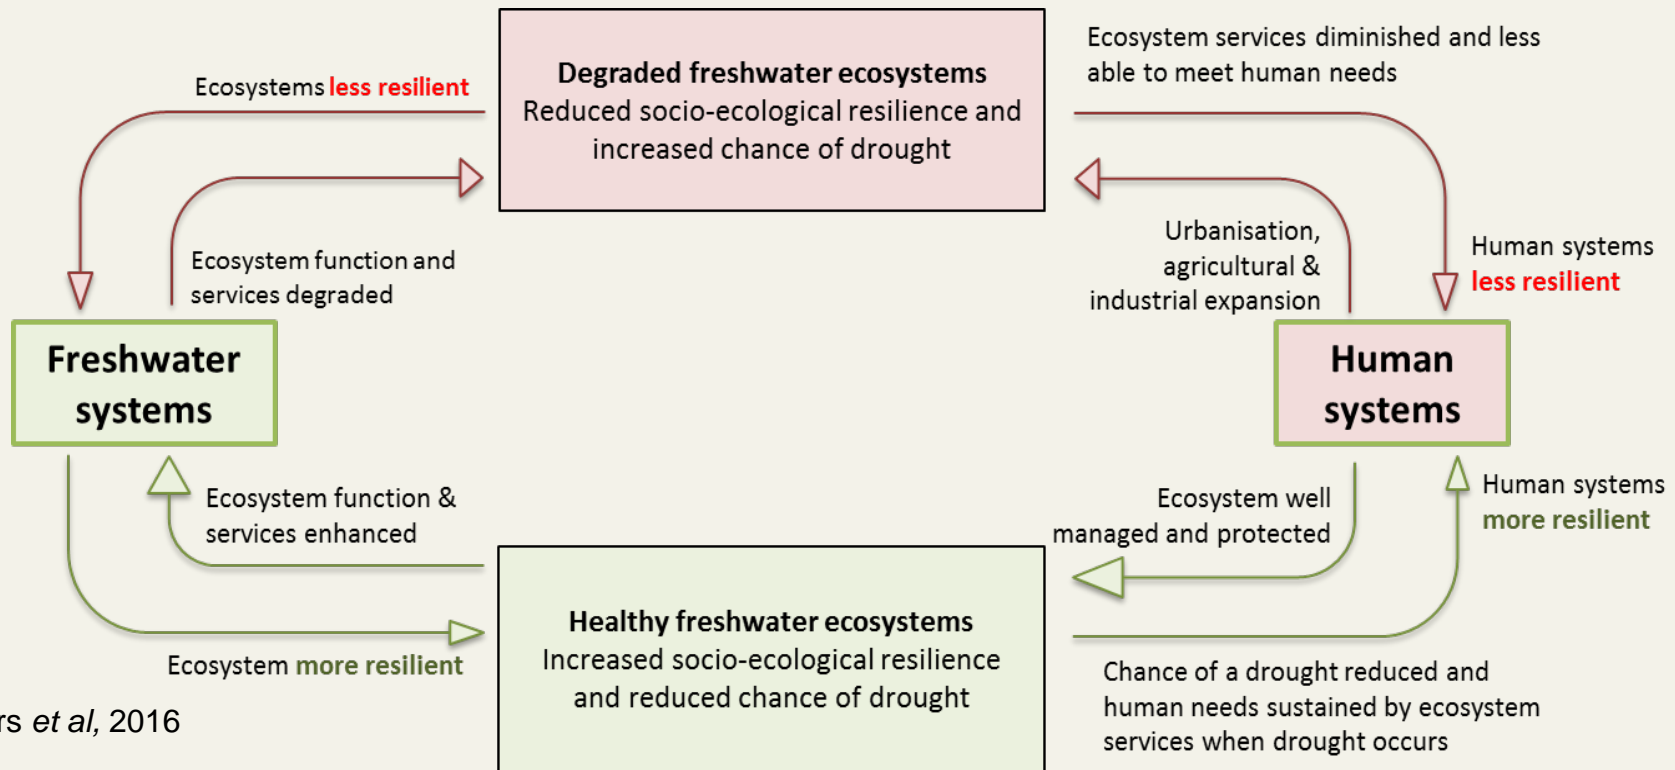 Degraded freshwater ecosystems
Reduced socio-ecological resilience and
increased chance of drought
Ecosystem services diminished and less
able to meet human needs
Ecosystems less resilient
Ecosystem function and
services degraded
Urbanisation,
agricultural &
industrial expansion
Human systems
less resilient
Freshwater
systems
Human
systems
Ecosystem function &
services enhanced
Ecosystem well
managed and protected
Human systems
more resilient
Ecosystem more resilient
Healthy freshwater ecosystems
Increased socio-ecological resilience
and reduced chance of drought
Chance of a drought reduced and
human needs sustained by ecosystem
services when drought occurs
et al, 2016